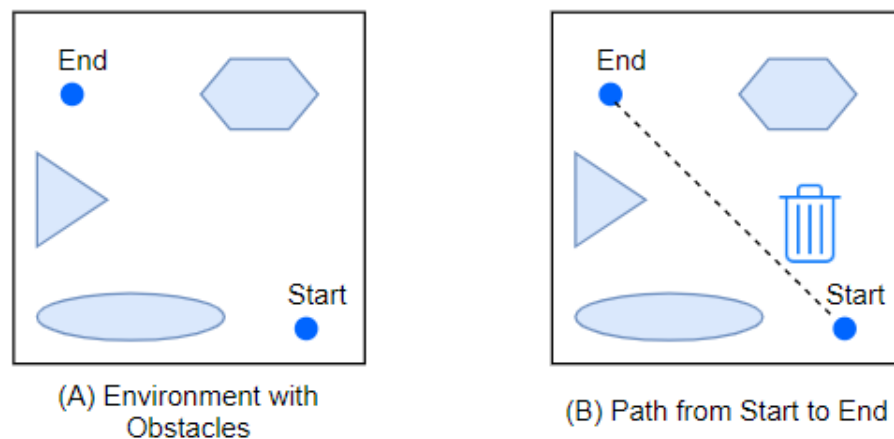 End
Start
(A) Environment with
Obstacles
End
Start
(B) Path from Start to End